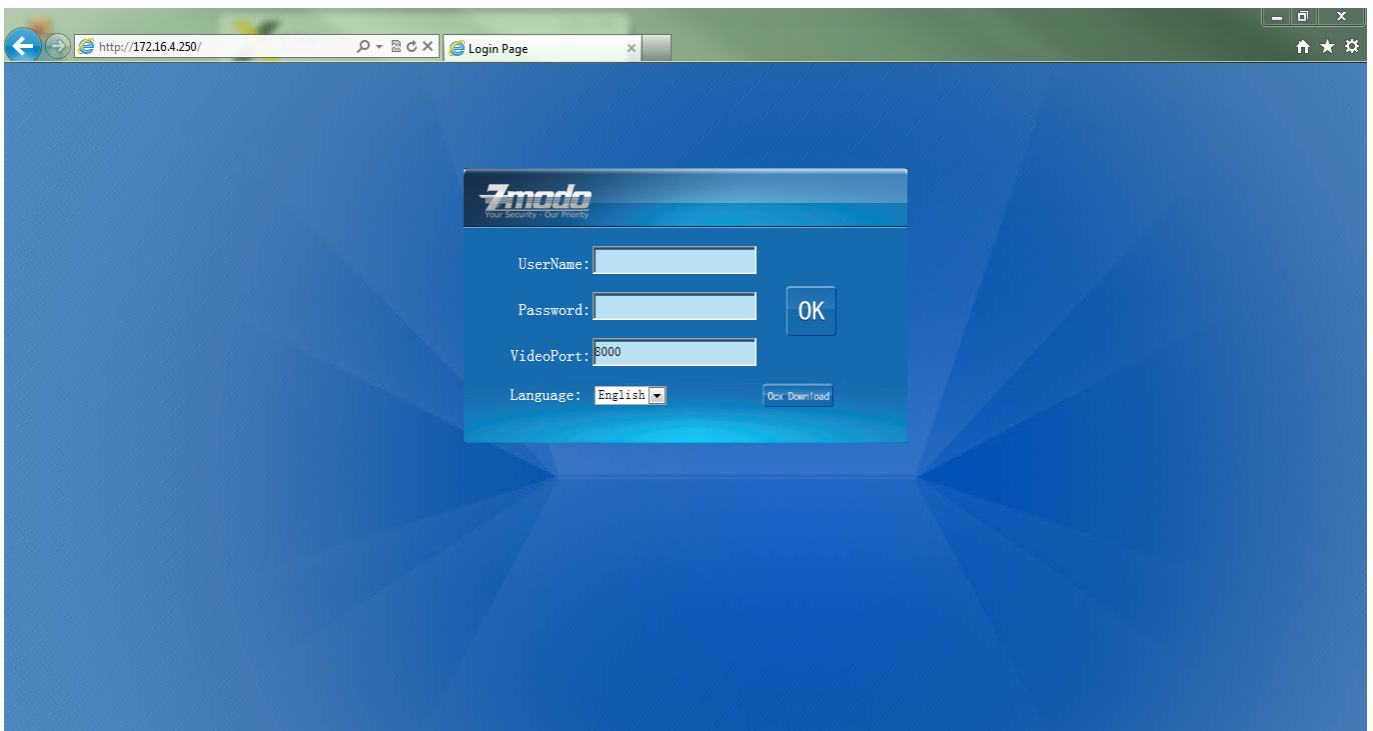 http://172.16.4.250/
Login Page
Zmodo
Your Security - Our Priority
UserName:
Password:
OK
VideoPort: 8000
Language: English
Ocx Download